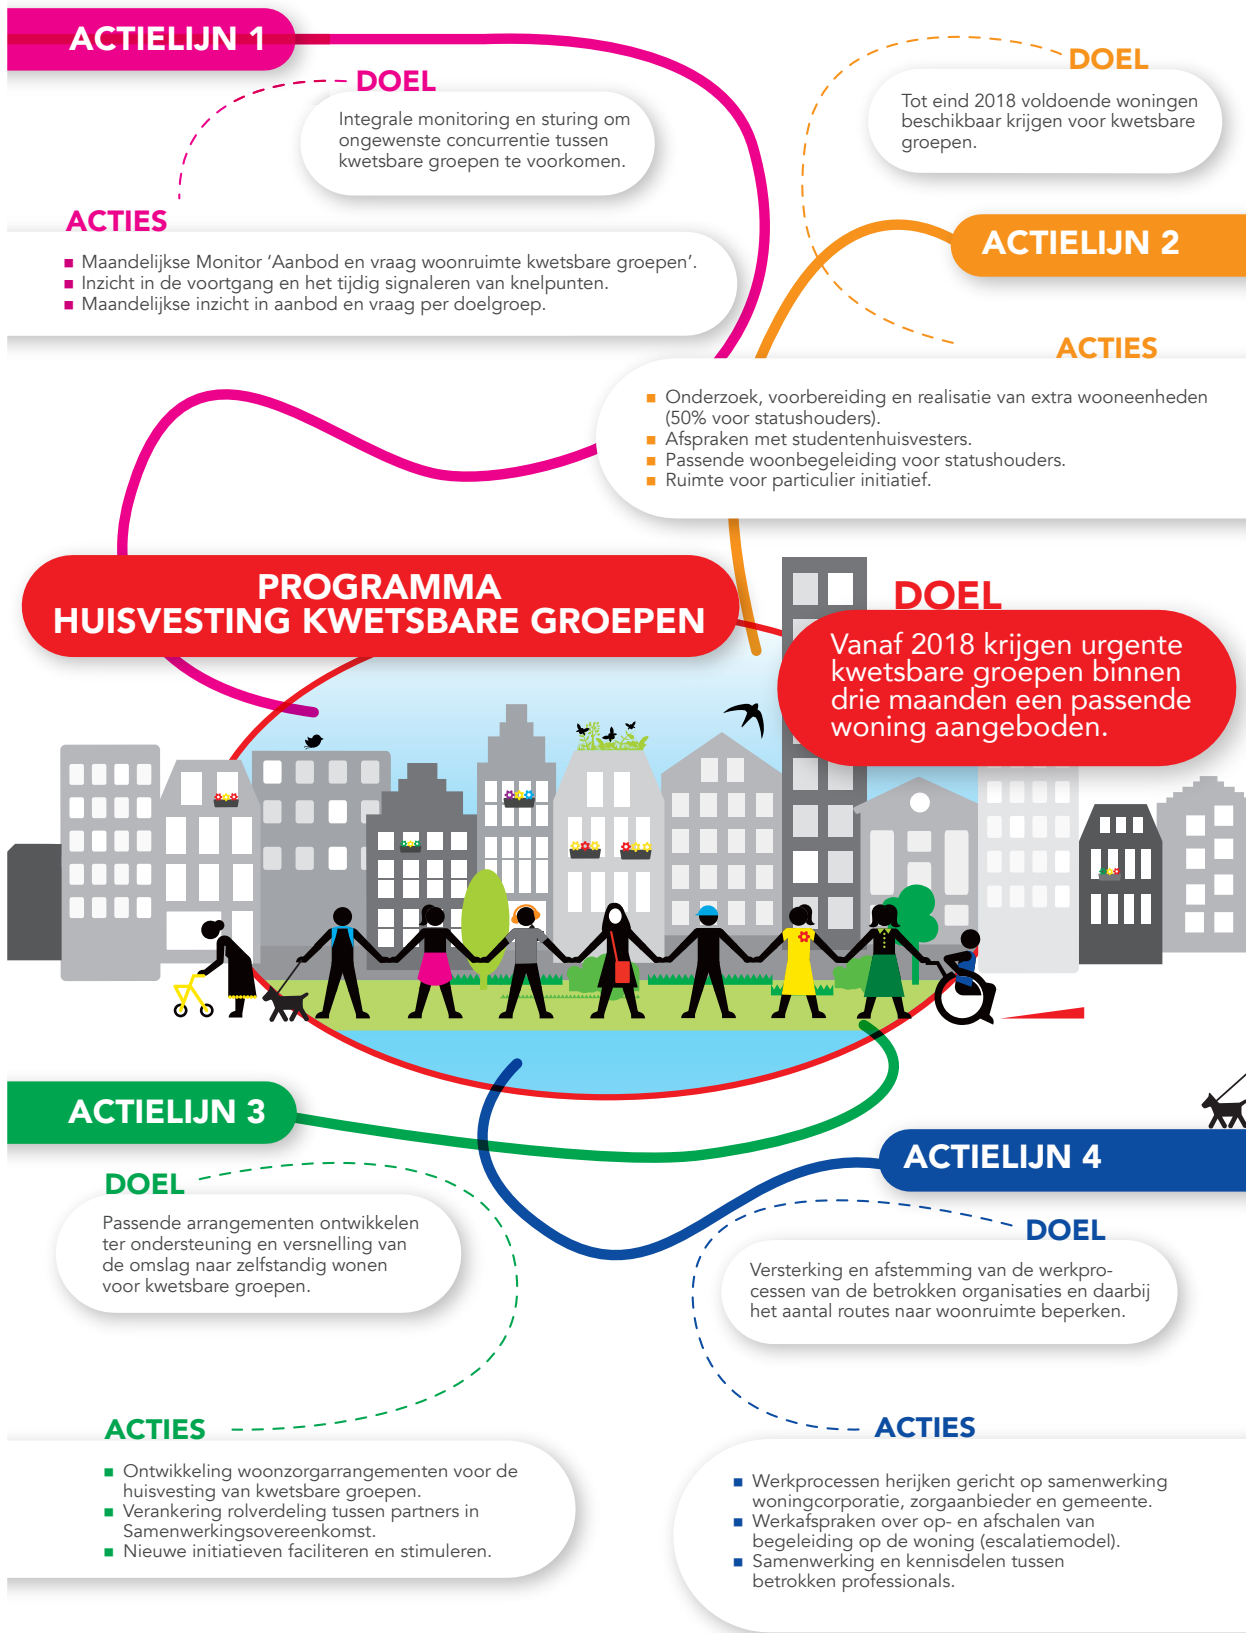 ACTIELIJN 1
DOEL
Integrale monitoring en sturing om
ongewenste concurrentie tussen
kwetsbare groepen te voorkomen.
ACTIES
■ Maandelijkse Monitor ‘Aanbod en vraag woonruimte kwetsbare groepen’.
■ Inzicht in de voortgang en het tijdig signaleren van knelpunten.
■ Maandelijkse inzicht in aanbod en vraag per doelgroep.
DOEL
Tot eind 2018 voldoende woningen
beschikbaar krijgen voor kwetsbare
groepen.
ACTIELIJN 2
ACTIES
■ Onderzoek, voorbereiding en realisatie van extra wooneenheden
(50% voor statushouders).
■ Afspraken met studentenhuisvesters.
■ Passende woonbegeleiding voor statushouders.
■ Ruimte voor particulier initiatief.
PROGRAMMA
HUISVESTING KWETSBARE GROEPEN
DOEL
Vanaf 2018 krijgen urgente
kwetsbare groepen binnen
drie maanden een passende
woning aangeboden.
ACTIELIJN 3
DOEL
Passende arrangementen ontwikkelen
ter ondersteuning en versnelling van
de omslag naar zelfstandig wonen
voor kwetsbare groepen.
ACTIES
■ Ontwikkeling woonzorgarrangementen voor de
huisvesting van kwetsbare groepen.
■ Verankering rolverdeling tussen partners in
Samenwerkingsovereenkomst.
■ Nieuwe initiatieven faciliteren en stimuleren.
ACTIELIJN 4
DOEL
Versterking en afstemming van de werkpro-
cessen van de betrokken organisaties en daarbij
het aantal routes naar woonruimte beperken.
ACTIES
■ Werkprocessen herijken gericht op samenwerking
woningcorporatie, zorgaanbieder en gemeente.
■ Werkafspraken over op- en afschalen van
begeleiding op de woning (escalatiemodel).
■ Samenwerking en kennisdelen tussen
betrokken professionals.